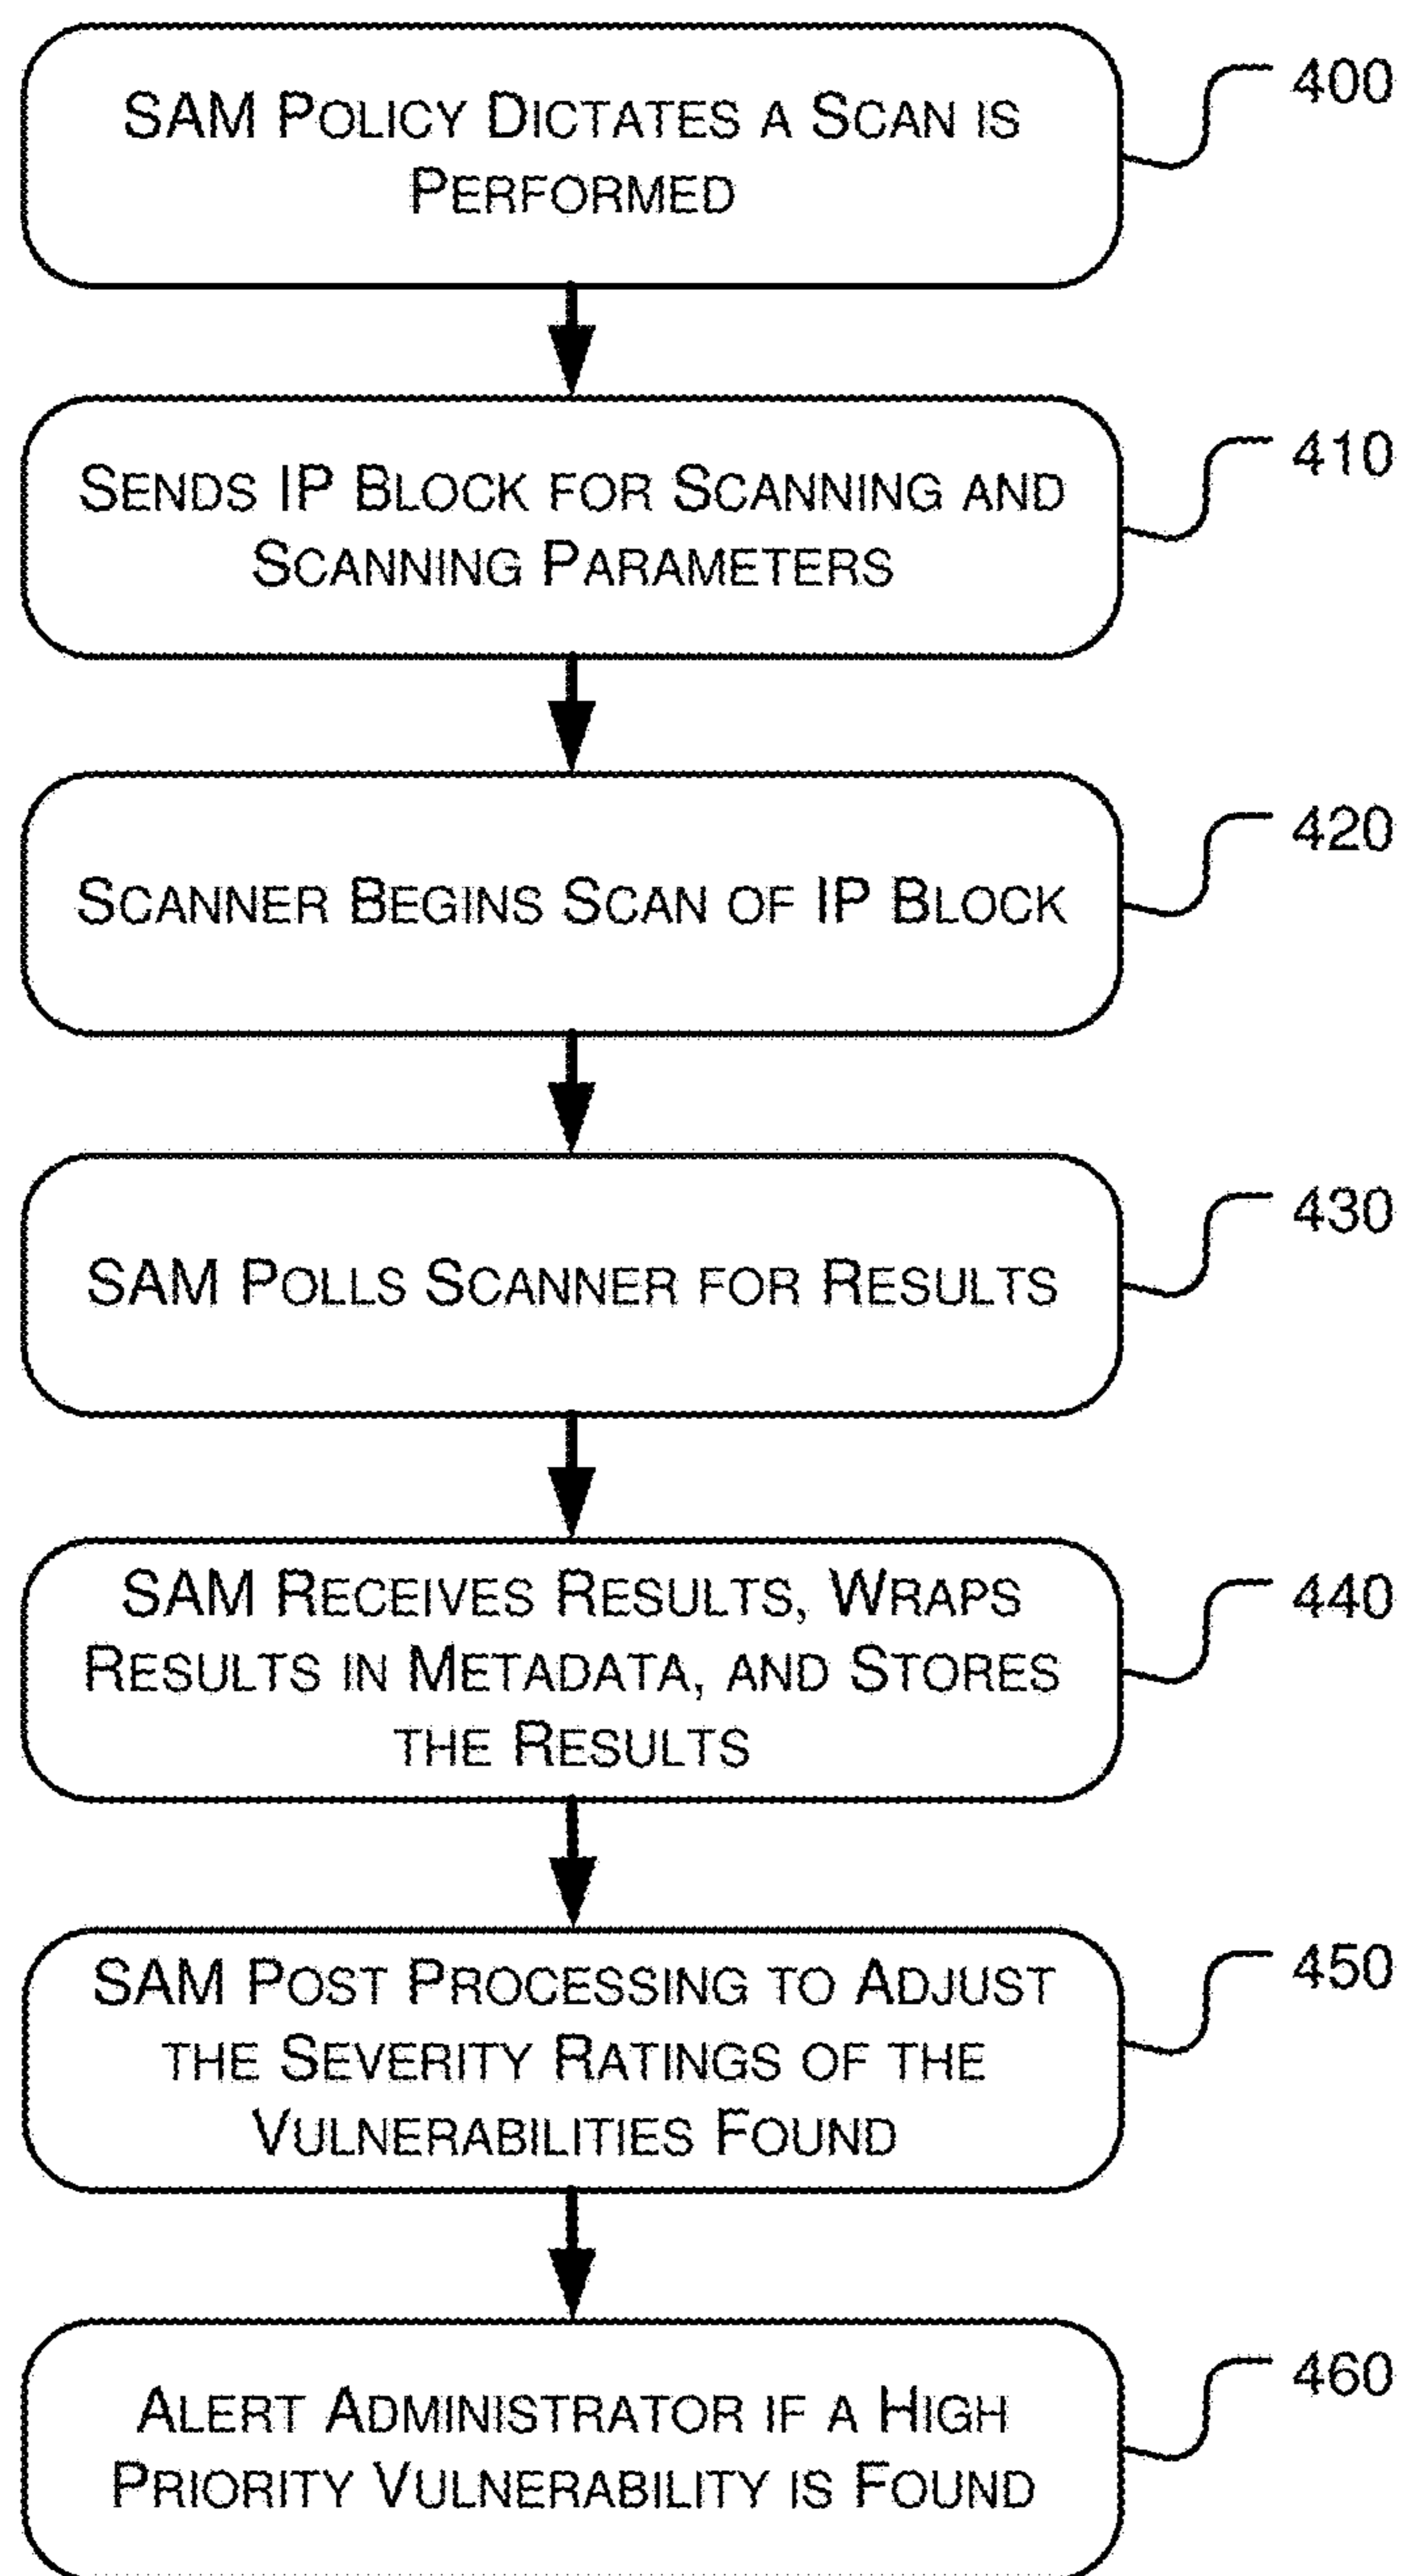 SAM POLICY DICTATES A SCAN IS
PERFORMED
400
SENDS IP BLOCK FOR SCANNING AND
SCANNING PARAMETERS
410
SCANNER BEGINS SCAN OF IP BLOCK
420
SAM POLLS SCANNER FOR RESULTS
430
SAM RECEIVES RESULTS, WRAPS
RESULTS IN METADATA, AND STORES
THE RESULTS
440
SAM POST PROCESSING TO ADJUST
THE SEVERITY RATINGS OF THE
VULNERABILITIES FOUND
450
ALERT ADMINISTRATOR IF A HIGH
PRIORITY VULNERABILITY IS FOUND
460